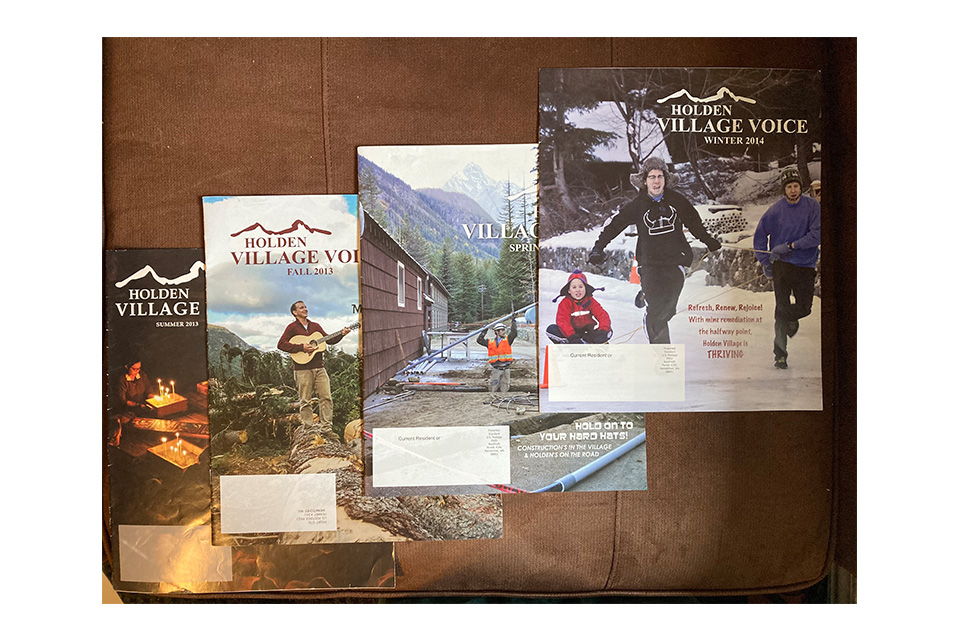 HOLDEN
VILLAGE
SUMMER 2013
HOLDEN
VILLAGE VOI
FALL 2013
VILLAG
SPRIN
Current Resident or
HOLD ON TO
YOUR HARD HATS!
CONSTRUCTION'S IN THE VILLAGE
& HOLDEN'S ON THE ROAD
HOLDEN
VILLAGE VOICE
WINTER 2014
Refresh, Renew, Rejoice!
With mine remediation at
the halfway point,
Holden Village is
THRIVING
Current Resident or